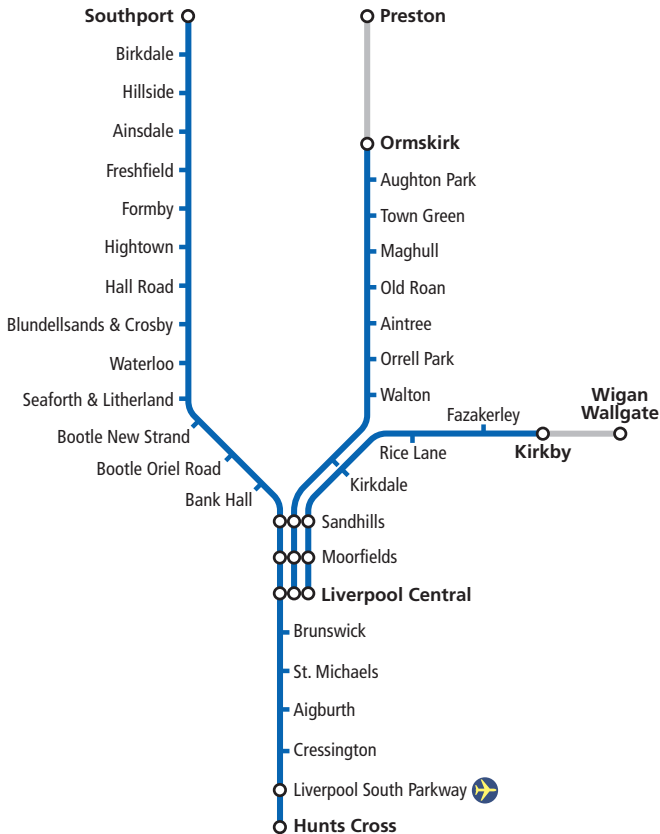 Southport
Birkdale
Hillside
Ainsdale
Freshfield
Formby
Hightown
Hall Road
Blundellsands & Crosby
Waterloo
Seaforth & Litherland
Bootle New Strand
Bootle Oriel Road
Bank Hall
Preston
Ormskirk
Aughton Park
Town Green
Maghull
Old Roan
Aintree
Orrell Park
Walton
Wigan
Wallgate
Fazakerley
Kirkby
Rice Lane
Kirkdale
Sandhills
Moorfields
Liverpool Central
Brunswick
St. Michaels
Aigburth
Cressington
Liverpool South Parkway
Hunts Cross